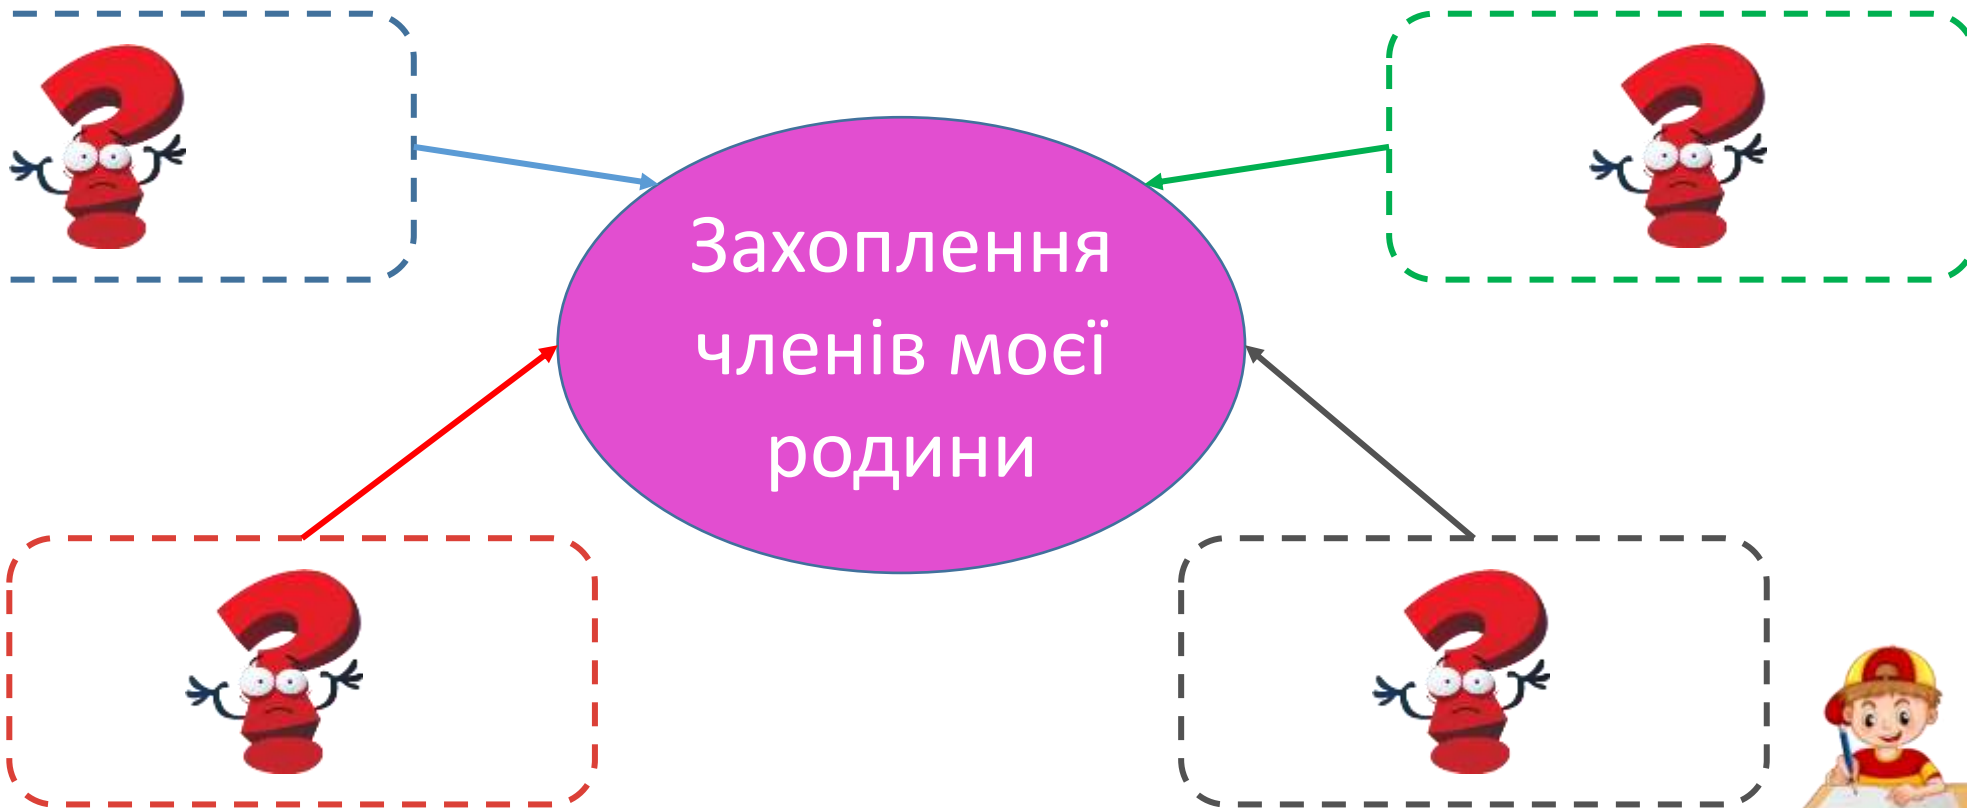 Захоплення
членів моєї
родини